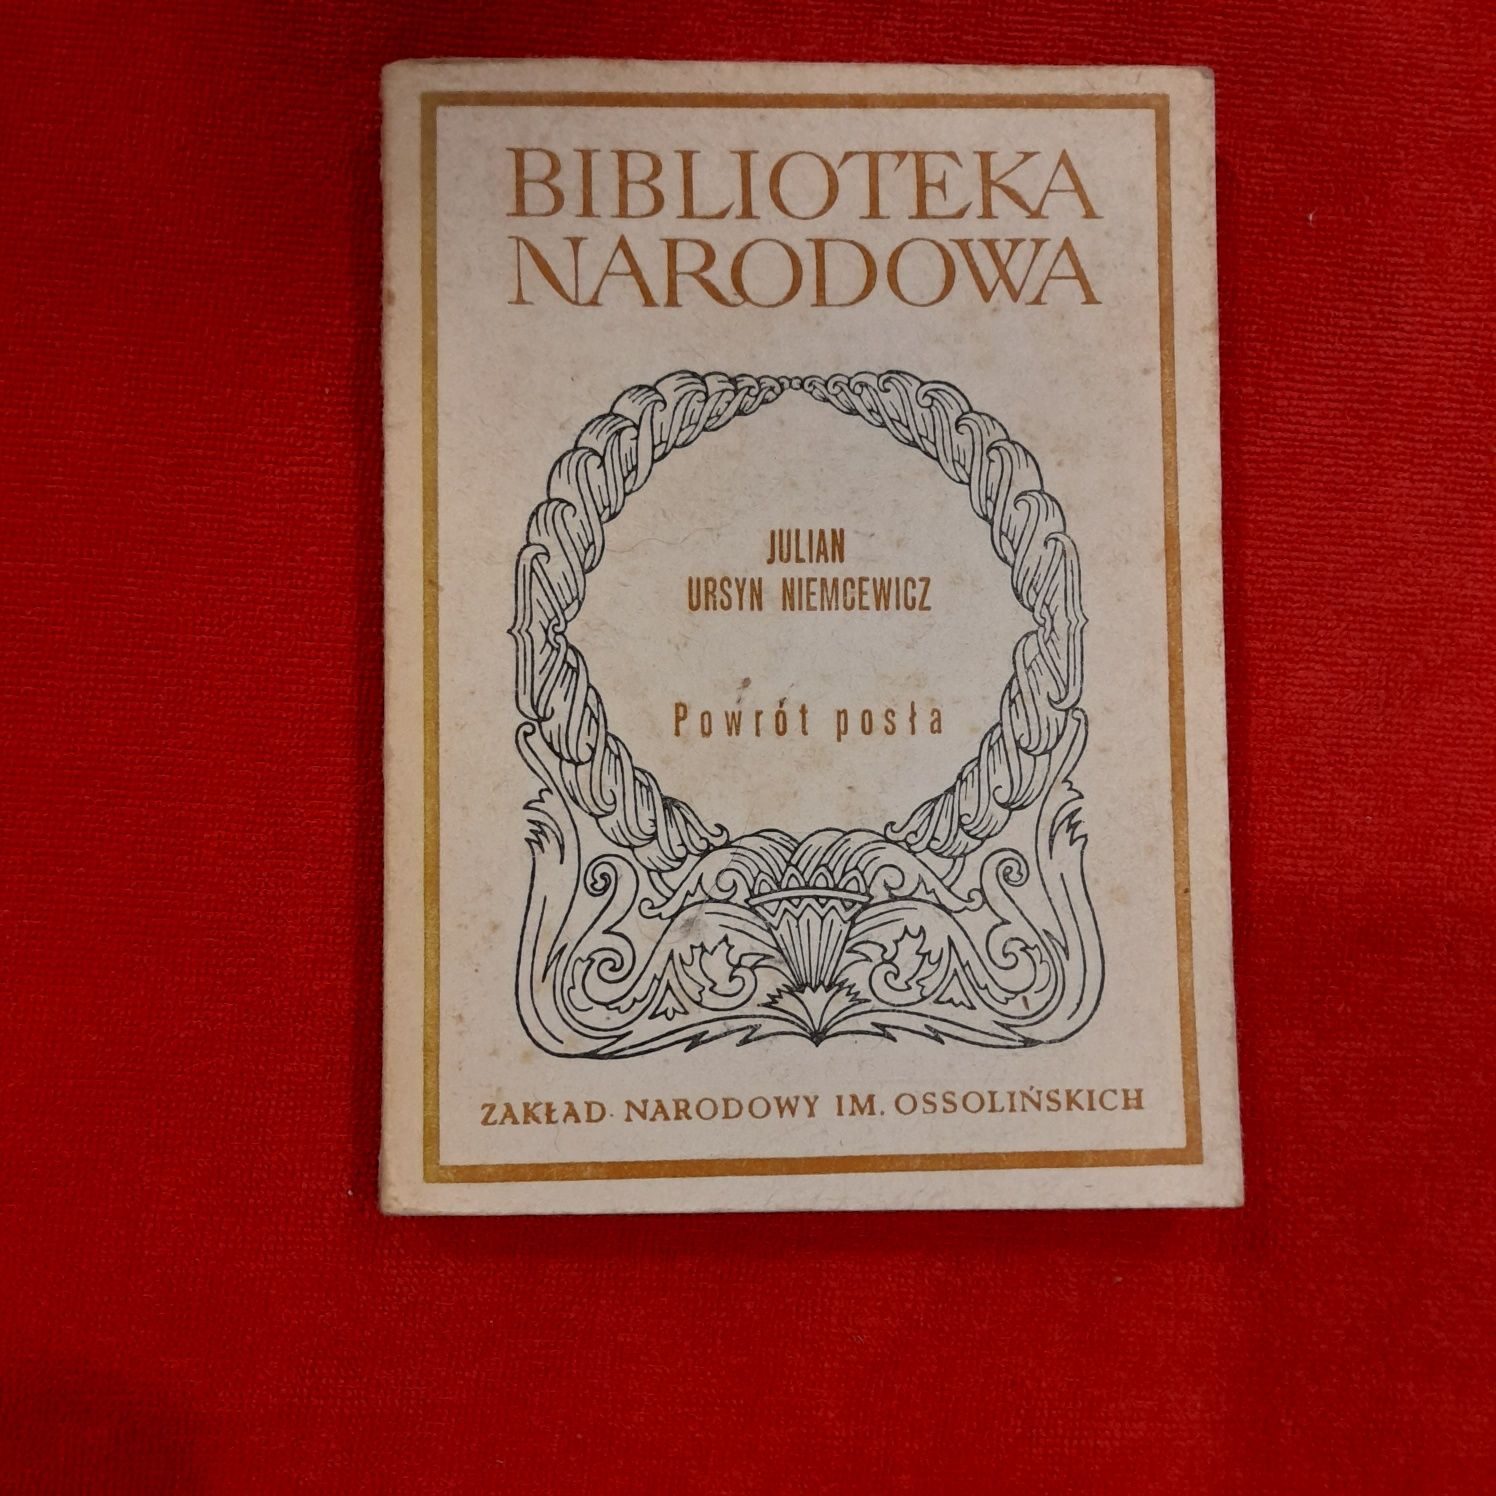 BIBLIOTEKA
NARODOWA
JULIAN
URSYN NIEMCEWICZ
Powrót posła
ZAKŁAD NARODOWY IM. OSSOLIŃSKICH